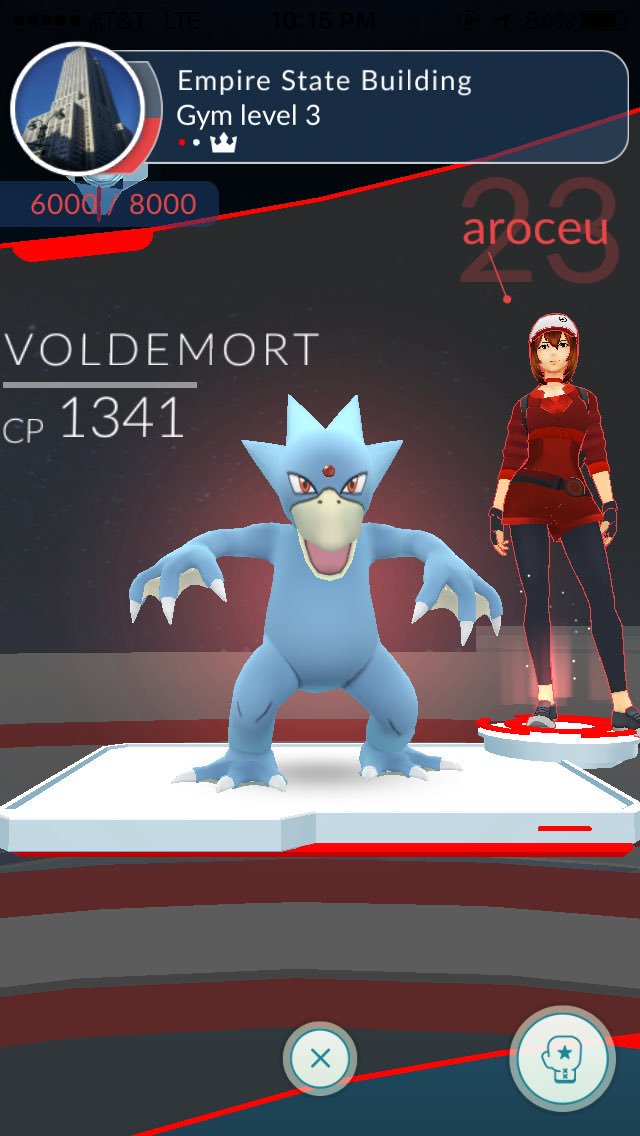 AT&T LTE 10:15 PM 84%
Empire State Building
Gym level 3
6000 / 8000
23
aroceu
VOLDEMORT
CP 1341